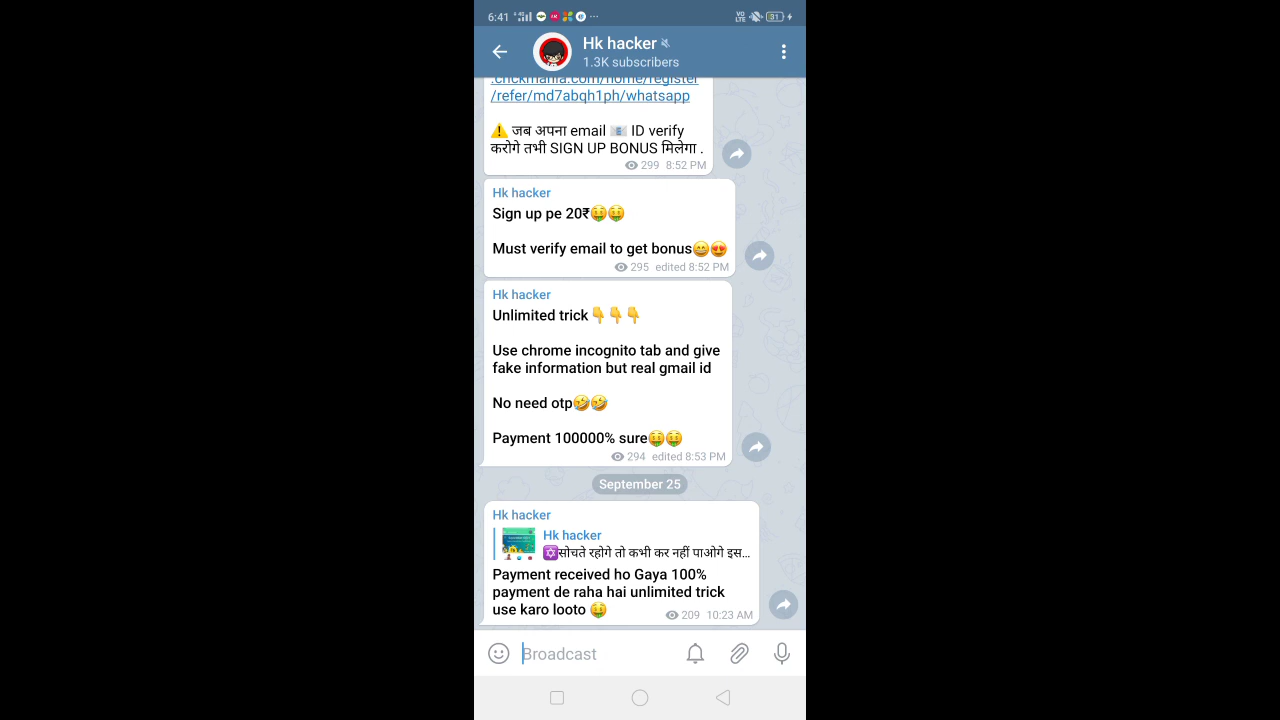 6:41
VO LTE
91
Hk hacker
1.3K subscribers
.crickmania.com/home/register
/refer/md7abqh1ph/whatsapp
⚠️ जब अपना email 📧 ID verify
करोगे तभी SIGN UP BONUS मिलेगा .
299 8:52 PM
Hk hacker
Sign up pe 20₹🤑🤑
Must verify email to get bonus😄😍
295 edited 8:52 PM
Hk hacker
Unlimited trick👇👇👇
Use chrome incognito tab and give
fake information but real gmail id
No need otp🤣🤣
Payment 100000% sure🤑🤑
294 edited 8:53 PM
September 25
Hk hacker
Hk hacker
🔯सोचते रहोगे तो कभी कर नहीं पाओगे इस...
Payment received ho Gaya 100%
payment de raha hai unlimited trick
use karo looto 🤑
209 10:23 AM
Broadcast